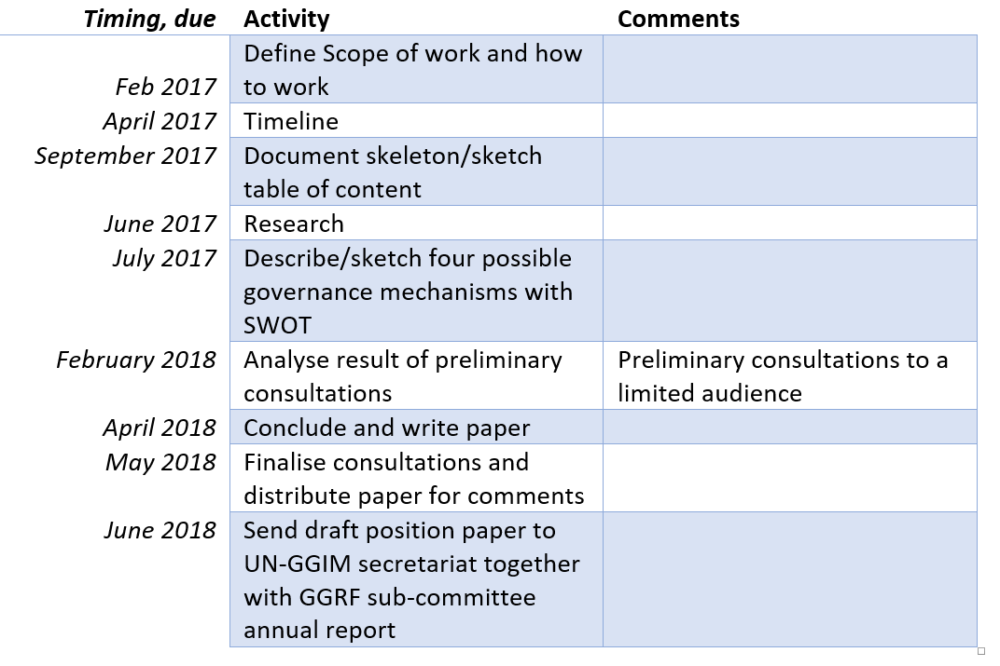 Timing, due Activity Comments
Define Scope of work and how
Feb 2017 to work
April 2017 Timeline
September 2017 Document skeleton/sketch
table of content
June 2017 Research
July 2017 Describe/sketch four possible
governance mechanisms with
SWOT
February 2018 Analyse result of preliminary Preliminary consultations to a
consultations limited audience
April 2018 Conclude and write paper
May 2018 Finalise consultations and
distribute paper for comments
June 2018 Send draft position paper to
UN-GGIM secretariat together
with GGRF sub-committee
annual report